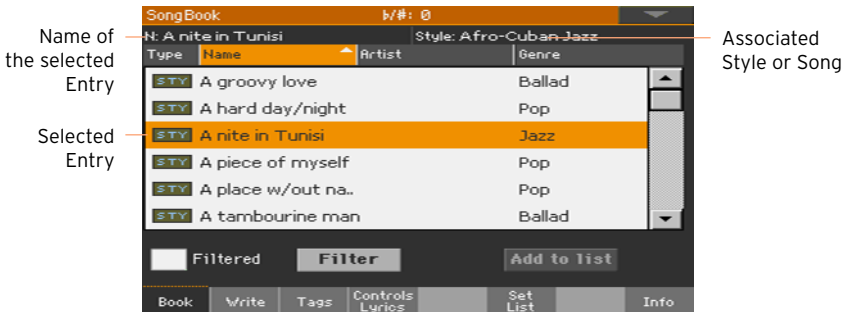 SongBook ♭/#: 0
Name of
the selected
Entry
N: A nite in Tunisi Style: Afro-Cuban Jazz
Associated
Style or Song
Type Name Artist Genre
STY A groovy love Ballad
STY A hard day/night Pop
Selected
Entry
STY A nite in Tunisi Jazz
STY A piece of myself Pop
STY A place w/out na.. Pop
STY A tambourine man Ballad
Filtered Filter Add to list
Book Write Tags Controls Lyrics Set List Info